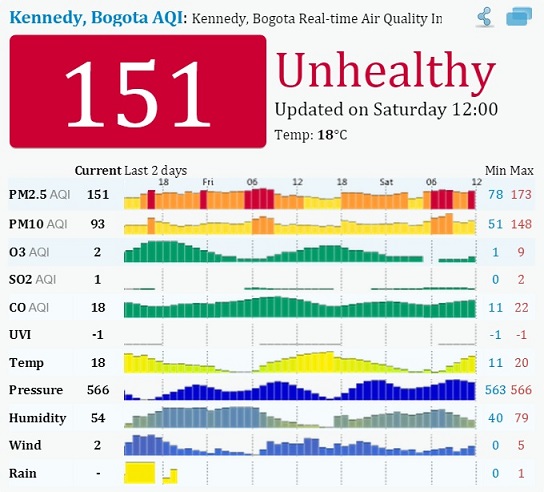 Kennedy, Bogota AQI: Kennedy, Bogota Real-time Air Quality In
151
Unhealthy
Updated on Saturday 12:00
Temp: 18°C
Current Last 2 days Min Max
18 Fri 06 12 18 Sat 06 12
PM2.5 AQI 151 78 173
PM10 AQI 93 51 148
O3 AQI 2 1 9
SO2 AQI 1 0 2
CO AQI 18 11 22
UVI -1 -1 -1
Temp 18 11 20
Pressure 566 563 566
Humidity 54 40 79
Wind 2 0 5
Rain - 0 1